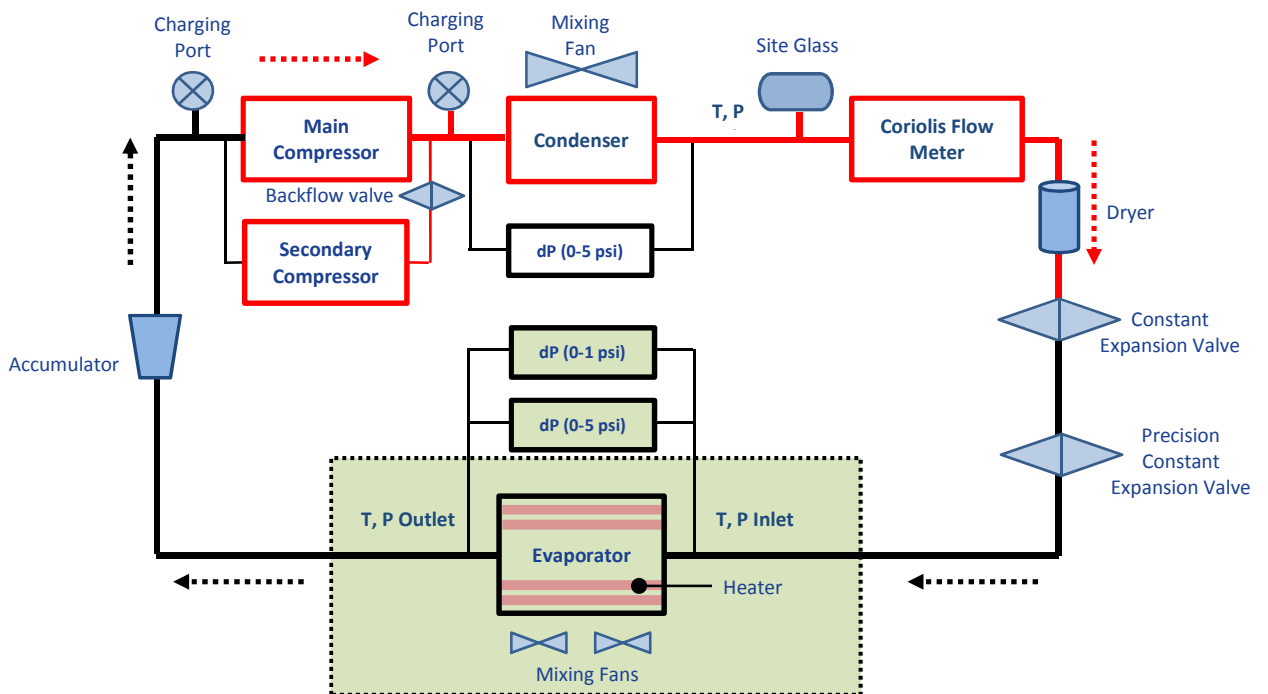 Charging
Port
Charging
Port
Mixing
Fan
Site Glass
T, P
Main
Compressor
Condenser
Coriolis Flow
Meter
Backflow valve
Dryer
Secondary
Compressor
dP (0-5 psi)
Constant
Expansion Valve
Accumulator
dP (0-1 psi)
dP (0-5 psi)
Precision
Constant
Expansion Valve
T, P Outlet
T, P Inlet
Evaporator
Heater
Mixing Fans